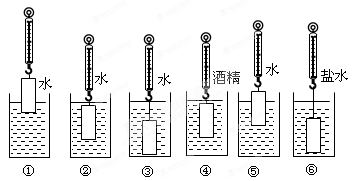 水 水 水 酒精 水 盐水
① ② ③ ④ ⑤ ⑥